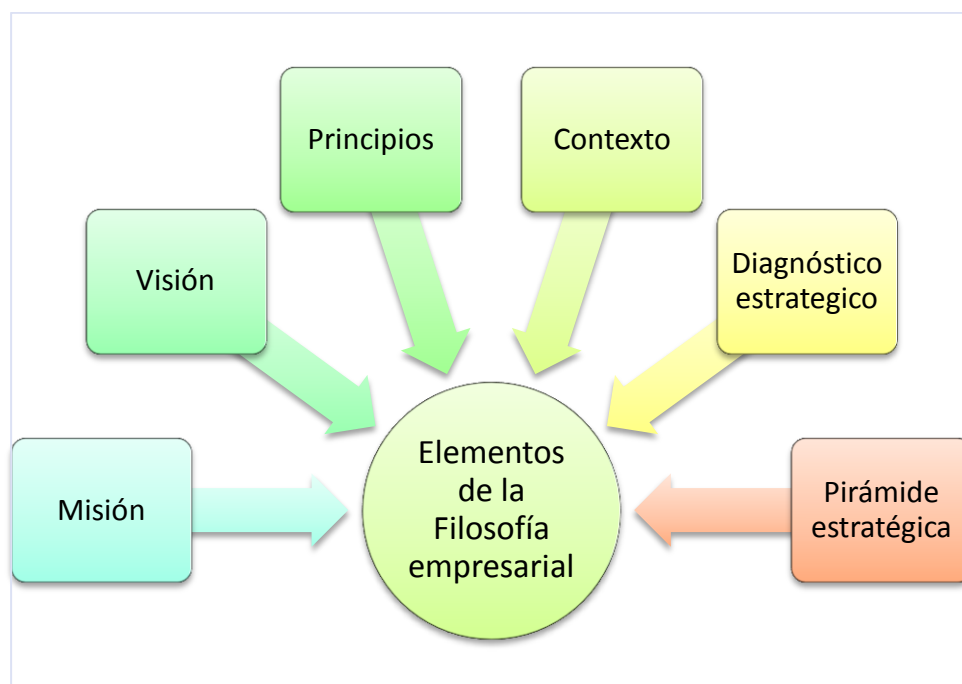 Principios
Contexto
Visión
Diagnóstico
estrategico
Misión
Elementos
de la
Filosofía
empresarial
Pirámide
estratégica